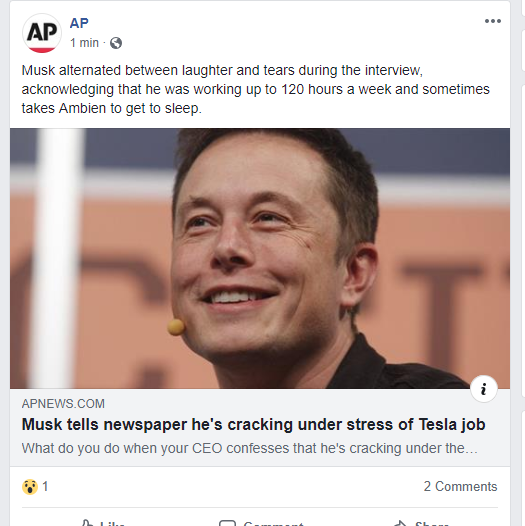 AP
AP
1 min ·
Musk alternated between laughter and tears during the interview,
acknowledging that he was working up to 120 hours a week and sometimes
takes Ambien to get to sleep.
APNEWS.COM
Musk tells newspaper he's cracking under stress of Tesla job
What do you do when your CEO confesses that he's cracking under the…
1
2 Comments
Like
Comment
Share